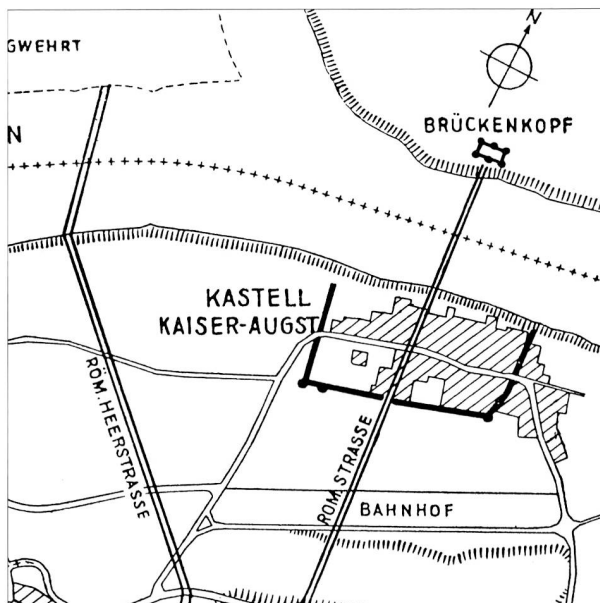 GWEHRT
N
BRÜCKENKOPF
N
KASTELL
KAISER-AUGST
RÖM. HEERSTRASSE
RÖM. STRASSE
BAHNHOF